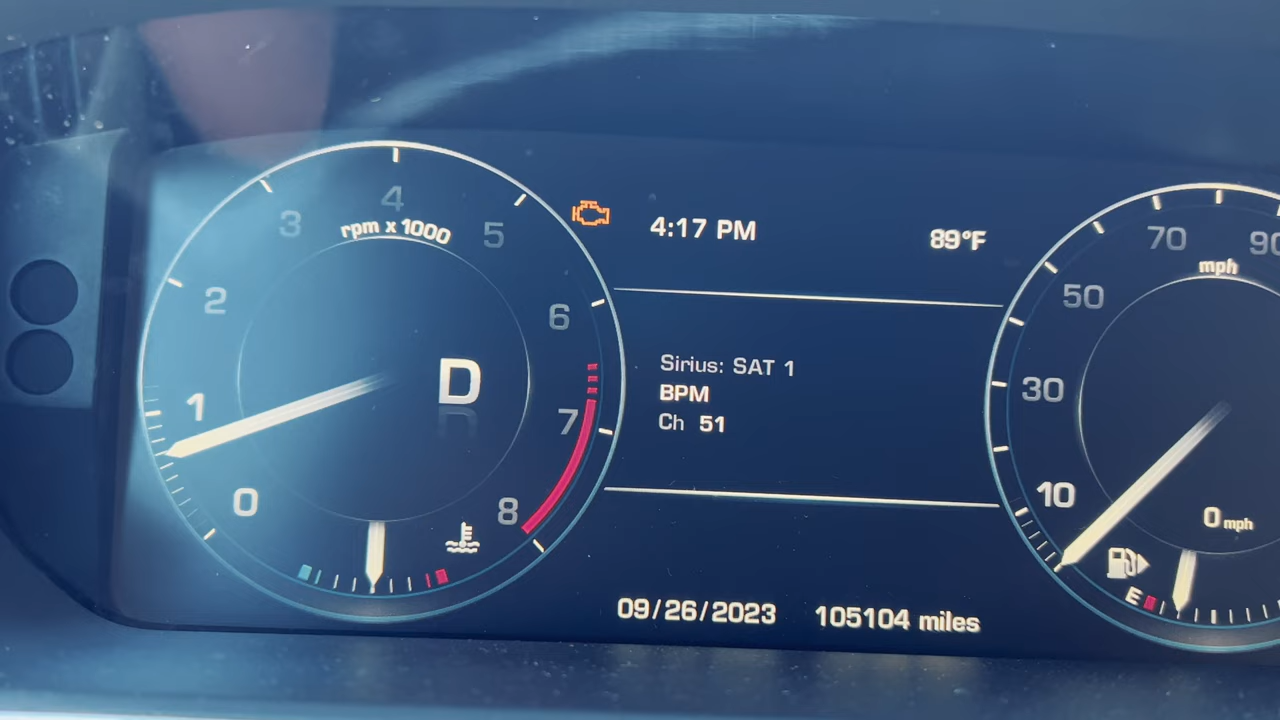 4
3
5
rpm x 1000
2
6
1
7
0
8
D
4:17 PM
89°F
Sirius: SAT 1
BPM
Ch 51
09/26/2023
105104 miles
70
90
mph
50
30
10
0 mph
E